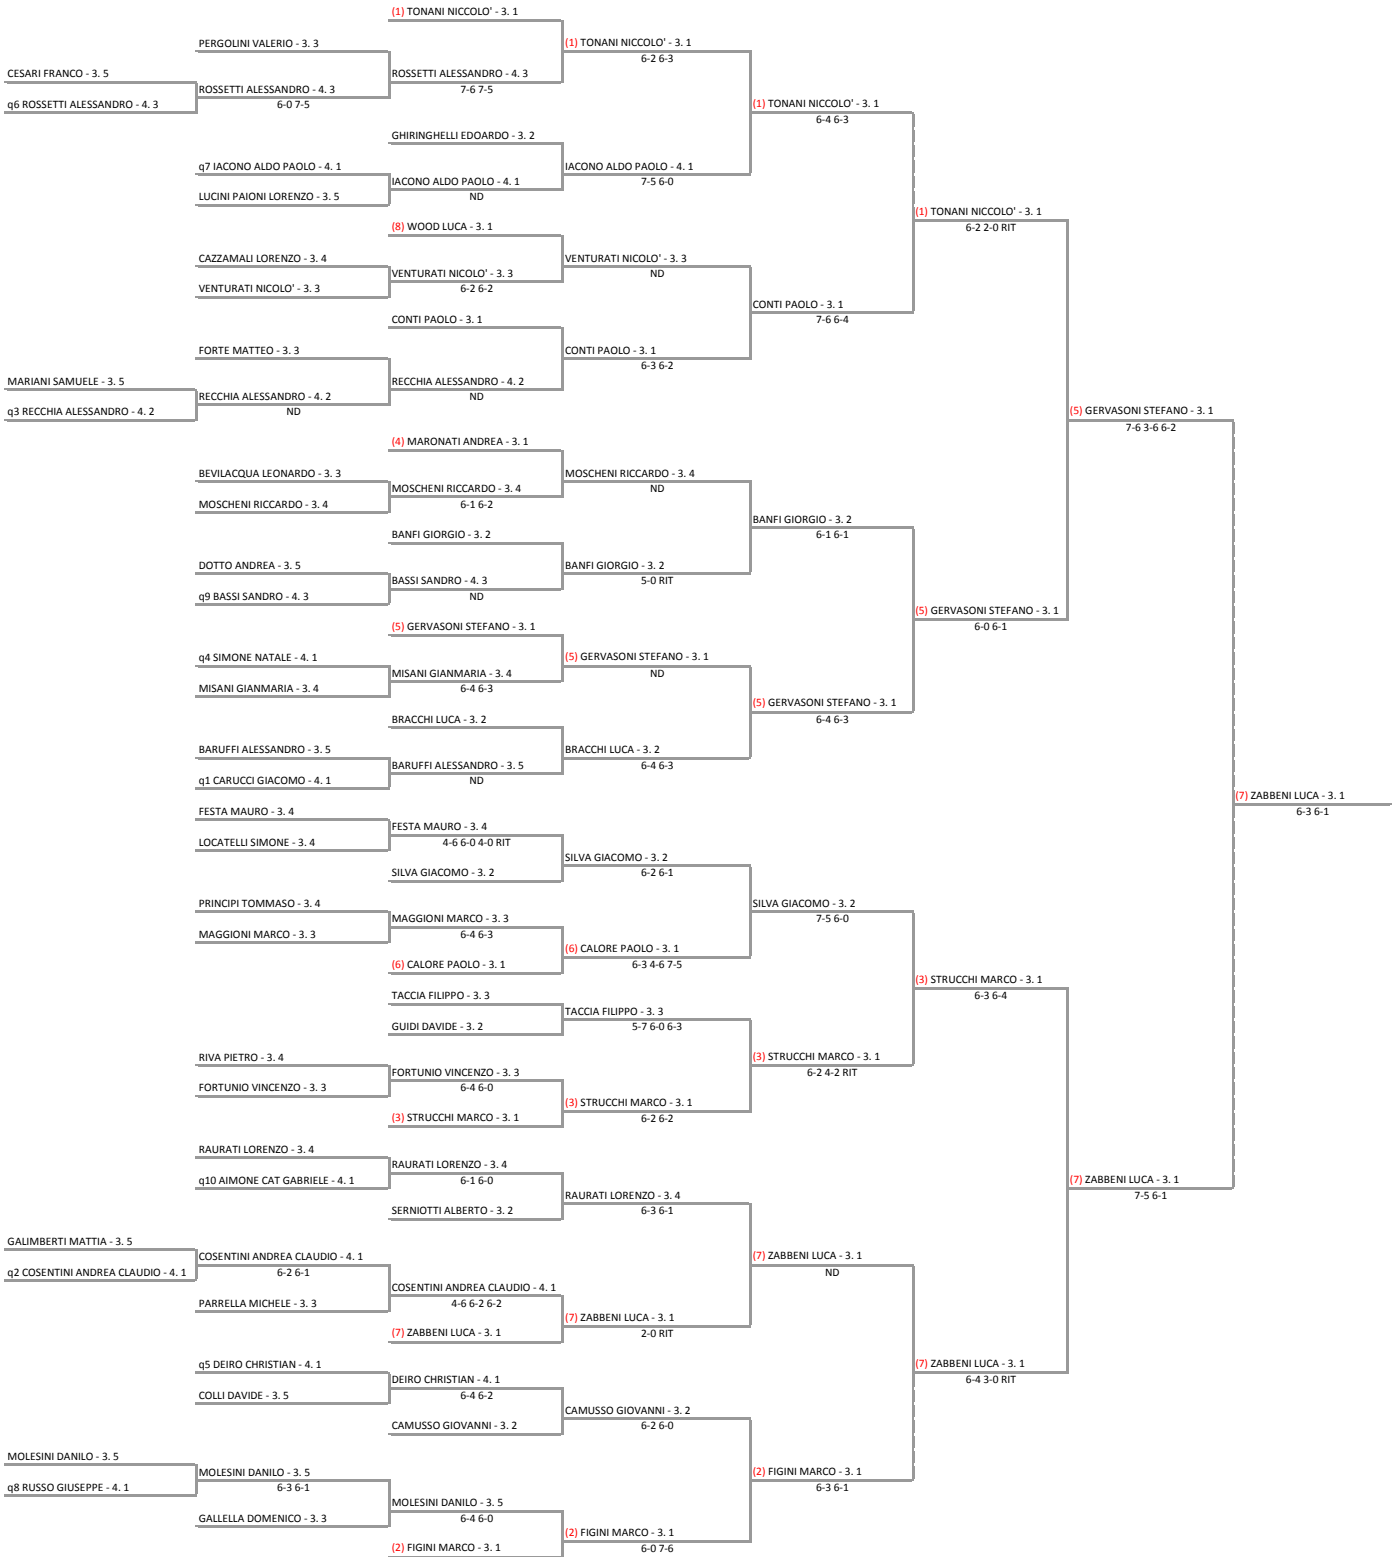 (1) TONANI NICCOLO' - 3. 1
PERGOLINI VALERIO - 3. 3
(1) TONANI NICCOLO' - 3. 1
6-2 6-3
CESARI FRANCO - 3. 5
ROSSETTI ALESSANDRO - 4. 3
7-6 7-5
ROSSETTI ALESSANDRO - 4. 3
6-0 7-5
q6 ROSSETTI ALESSANDRO - 4. 3
(1) TONANI NICCOLO' - 3. 1
6-4 6-3
GHIRINGHELLI EDOARDO - 3. 2
q7 IACONO ALDO PAOLO - 4. 1
IACONO ALDO PAOLO - 4. 1
7-5 6-0
IACONO ALDO PAOLO - 4. 1
ND
LUCINI PAIONI LORENZO - 3. 5
(1) TONANI NICCOLO' - 3. 1
6-2 2-0 RIT
(8) WOOD LUCA - 3. 1
CAZZAMALI LORENZO - 3. 4
VENTURATI NICOLO' - 3. 3
ND
VENTURATI NICOLO' - 3. 3
6-2 6-2
VENTURATI NICOLO' - 3. 3
CONTI PAOLO - 3. 1
7-6 6-4
CONTI PAOLO - 3. 1
FORTE MATTEO - 3. 3
CONTI PAOLO - 3. 1
6-3 6-2
MARIANI SAMUELE - 3. 5
RECCHIA ALESSANDRO - 4. 2
ND
RECCHIA ALESSANDRO - 4. 2
ND
q3 RECCHIA ALESSANDRO - 4. 2
(5) GERVASONI STEFANO - 3. 1
7-6 3-6 6-2
(4) MARONATI ANDREA - 3. 1
BEVILACQUA LEONARDO - 3. 3
MOSCHENI RICCARDO - 3. 4
ND
MOSCHENI RICCARDO - 3. 4
6-1 6-2
MOSCHENI RICCARDO - 3. 4
BANFI GIORGIO - 3. 2
6-1 6-1
BANFI GIORGIO - 3. 2
DOTTO ANDREA - 3. 5
BANFI GIORGIO - 3. 2
5-0 RIT
BASSI SANDRO - 4. 3
ND
q9 BASSI SANDRO - 4. 3
(5) GERVASONI STEFANO - 3. 1
6-0 6-1
(5) GERVASONI STEFANO - 3. 1
q4 SIMONE NATALE - 4. 1
(5) GERVASONI STEFANO - 3. 1
ND
MISANI GIANMARIA - 3. 4
6-4 6-3
MISANI GIANMARIA - 3. 4
(5) GERVASONI STEFANO - 3. 1
6-4 6-3
BRACCHI LUCA - 3. 2
BARUFFI ALESSANDRO - 3. 5
BRACCHI LUCA - 3. 2
6-4 6-3
BARUFFI ALESSANDRO - 3. 5
ND
q1 CARUCCI GIACOMO - 4. 1
(7) ZABBENI LUCA - 3. 1
6-3 6-1
FESTA MAURO - 3. 4
FESTA MAURO - 3. 4
4-6 6-0 4-0 RIT
LOCATELLI SIMONE - 3. 4
SILVA GIACOMO - 3. 2
6-2 6-1
SILVA GIACOMO - 3. 2
PRINCIPI TOMMASO - 3. 4
SILVA GIACOMO - 3. 2
7-5 6-0
MAGGIONI MARCO - 3. 3
6-4 6-3
MAGGIONI MARCO - 3. 3
(6) CALORE PAOLO - 3. 1
6-3 4-6 7-5
(6) CALORE PAOLO - 3. 1
(3) STRUCCHI MARCO - 3. 1
6-3 6-4
TACCIA FILIPPO - 3. 3
TACCIA FILIPPO - 3. 3
5-7 6-0 6-3
GUIDI DAVIDE - 3. 2
RIVA PIETRO - 3. 4
(3) STRUCCHI MARCO - 3. 1
6-2 4-2 RIT
FORTUNIO VINCENZO - 3. 3
6-4 6-0
FORTUNIO VINCENZO - 3. 3
(3) STRUCCHI MARCO - 3. 1
6-2 6-2
(3) STRUCCHI MARCO - 3. 1
RAURATI LORENZO - 3. 4
RAURATI LORENZO - 3. 4
6-1 6-0
q10 AIMONE CAT GABRIELE - 4. 1
(7) ZABBENI LUCA - 3. 1
7-5 6-1
RAURATI LORENZO - 3. 4
6-3 6-1
SERNIOTTI ALBERTO - 3. 2
GALIMBERTI MATTIA - 3. 5
COSENTINI ANDREA CLAUDIO - 4. 1
6-2 6-1
(7) ZABBENI LUCA - 3. 1
ND
q2 COSENTINI ANDREA CLAUDIO - 4. 1
COSENTINI ANDREA CLAUDIO - 4. 1
4-6 6-2 6-2
PARRELLA MICHELE - 3. 3
(7) ZABBENI LUCA - 3. 1
2-0 RIT
(7) ZABBENI LUCA - 3. 1
q5 DEIRO CHRISTIAN - 4. 1
(7) ZABBENI LUCA - 3. 1
6-4 3-0 RIT
DEIRO CHRISTIAN - 4. 1
6-4 6-2
COLLI DAVIDE - 3. 5
CAMUSSO GIOVANNI - 3. 2
6-2 6-0
CAMUSSO GIOVANNI - 3. 2
MOLESINI DANILO - 3. 5
MOLESINI DANILO - 3. 5
6-3 6-1
(2) FIGINI MARCO - 3. 1
6-3 6-1
q8 RUSSO GIUSEPPE - 4. 1
MOLESINI DANILO - 3. 5
6-4 6-0
GALLELLA DOMENICO - 3. 3
(2) FIGINI MARCO - 3. 1
6-0 7-6
(2) FIGINI MARCO - 3. 1